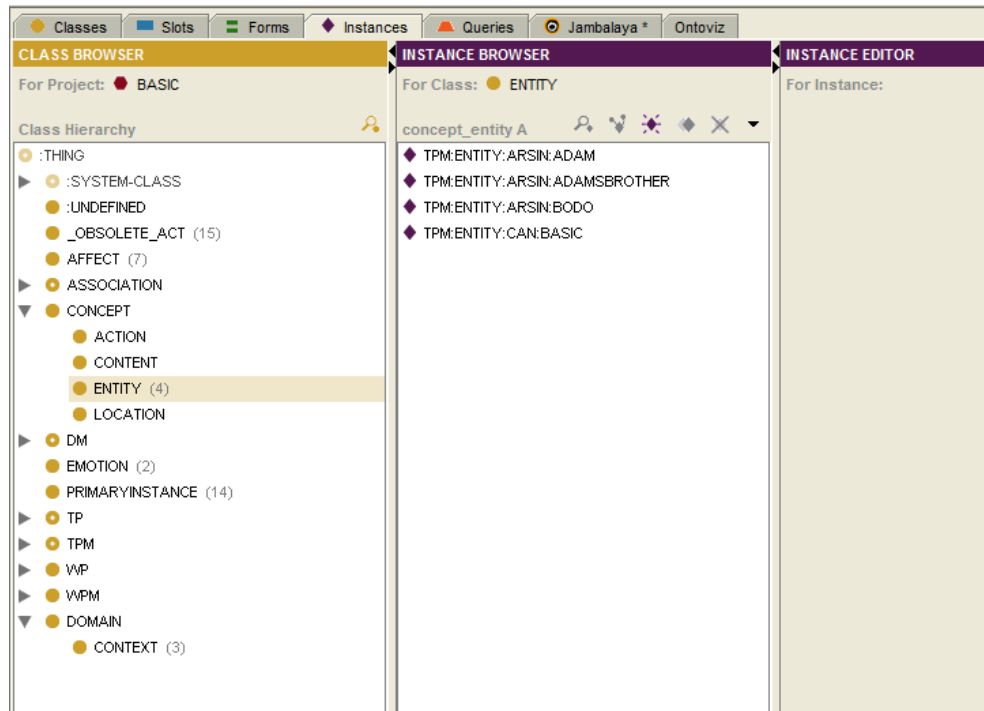 Classes Slots Forms Instances Queries Jambalaya * Ontoviz
CLASS BROWSER
For Project: BASIC
Class Hierarchy
:THING
:SYSTEM-CLASS
:UNDEFINED
_OBSOLETE_ACT (15)
AFFECT (7)
ASSOCIATION
CONCEPT
ACTION
CONTENT
ENTITY (4)
LOCATION
DM
EMOTION (2)
PRIMARYINSTANCE (14)
TP
TPM
WP
WPM
DOMAIN
CONTEXT (3)
INSTANCE BROWSER
For Class: ENTITY
concept_entity A
TPM:ENTITY:ARSIN:ADAM
TPM:ENTITY:ARSIN:ADAMSBROTHER
TPM:ENTITY:ARSIN:BODO
TPM:ENTITY:CAN:BASIC
INSTANCE EDITOR
For Instance: